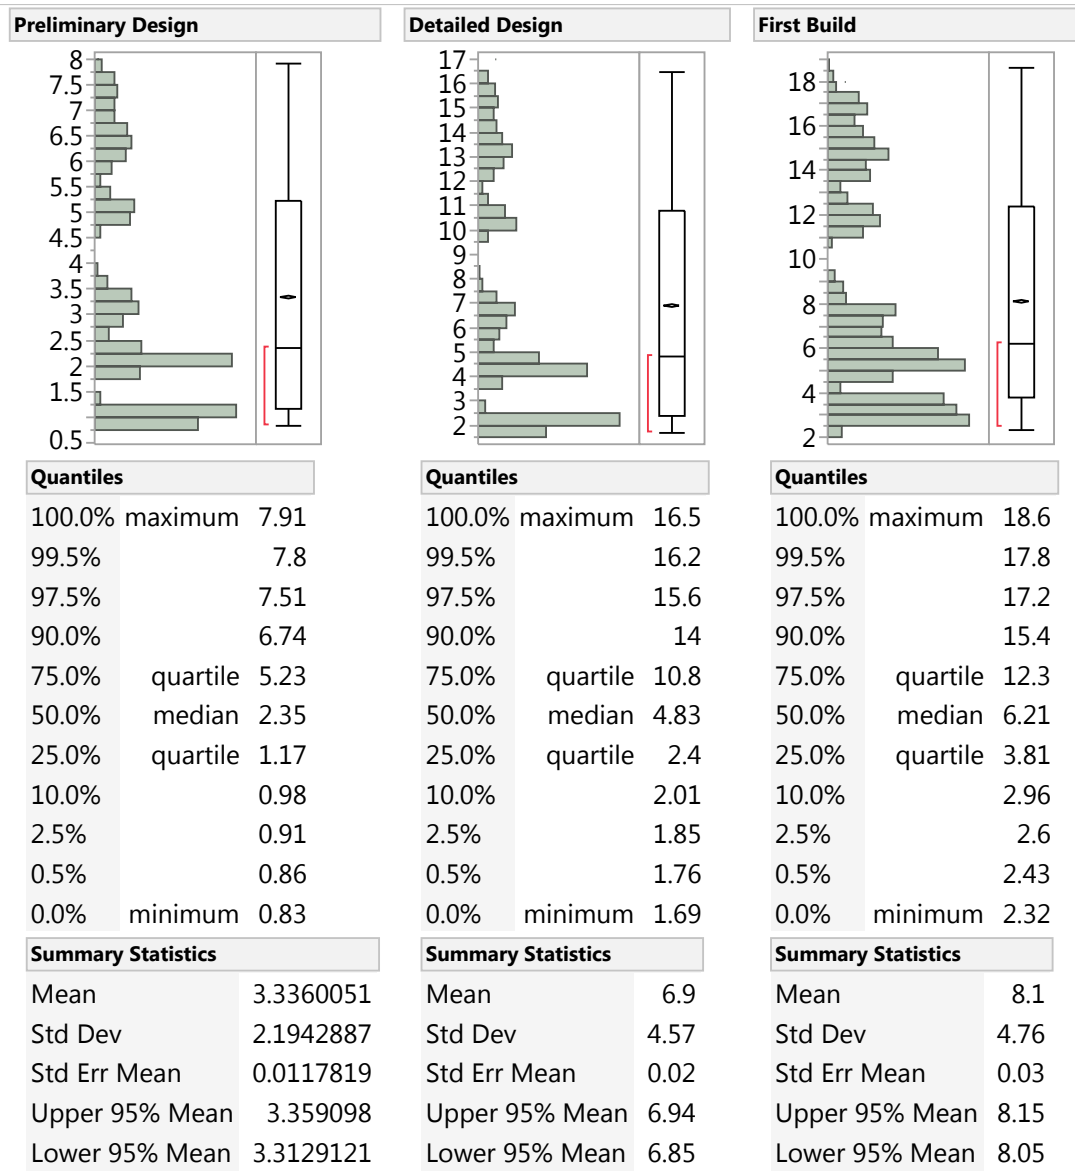 Preliminary Design
8
7.5
7
6.5
6
5.5
5
4.5
4
3.5
3
2.5
2
1.5
0.5
Quantiles
100.0% maximum 7.91
99.5% 7.8
97.5% 7.51
90.0% 6.74
75.0% quartile 5.23
50.0% median 2.35
25.0% quartile 1.17
10.0% 0.98
2.5% 0.91
0.5% 0.86
0.0% minimum 0.83
Summary Statistics
Mean 3.3360051
Std Dev 2.1942887
Std Err Mean 0.0117819
Upper 95% Mean 3.359098
Lower 95% Mean 3.3129121
Detailed Design
17
16
15
14
13
12
11
10
9
8
7
6
5
4
3
2
Quantiles
100.0% maximum 16.5
99.5% 16.2
97.5% 15.6
90.0% 14
75.0% quartile 10.8
50.0% median 4.83
25.0% quartile 2.4
10.0% 2.01
2.5% 1.85
0.5% 1.76
0.0% minimum 1.69
Summary Statistics
Mean 6.9
Std Dev 4.57
Std Err Mean 0.02
Upper 95% Mean 6.94
Lower 95% Mean 6.85
First Build
18
16
14
12
10
8
6
4
2
Quantiles
100.0% maximum 18.6
99.5% 17.8
97.5% 17.2
90.0% 15.4
75.0% quartile 12.3
50.0% median 6.21
25.0% quartile 3.81
10.0% 2.96
2.5% 2.6
0.5% 2.43
0.0% minimum 2.32
Summary Statistics
Mean 8.1
Std Dev 4.76
Std Err Mean 0.03
Upper 95% Mean 8.15
Lower 95% Mean 8.05